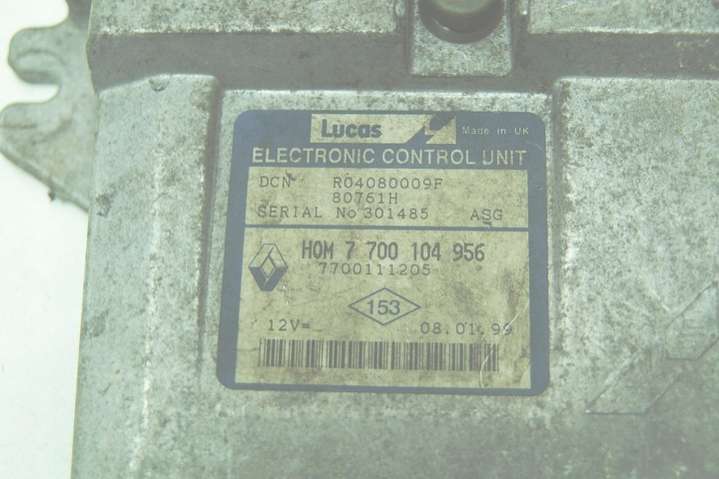 Lucas Made in UK
ELECTRONIC CONTROL UNIT
DCN R04080009F
80761H
SERIAL No 301485 ASG
HOM 7 700 104 956
7700111205
153
12V= 08.01.99